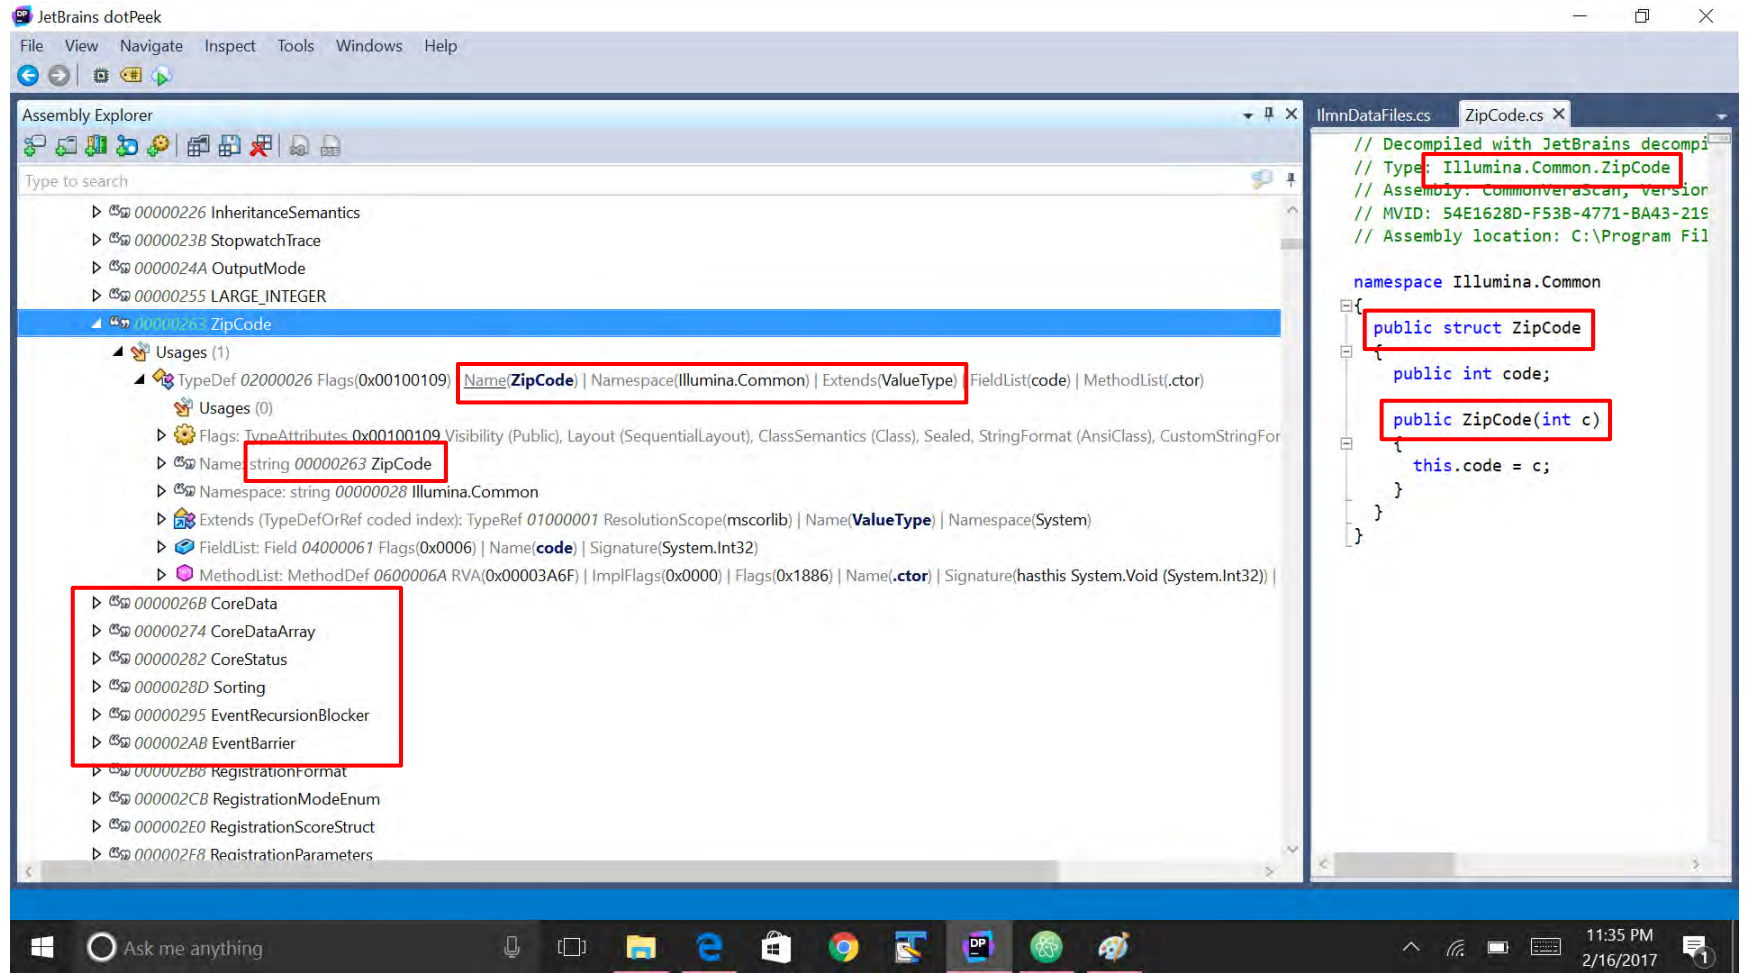 JetBrains dotPeek
File View Navigate Inspect Tools Windows Help
Assembly Explorer
Type to search
00000226 InheritanceSemantics
0000023B StopwatchTrace
0000024A OutputMode
00000255 LARGE_INTEGER
00000263 ZipCode
Usages (1)
TypeDef 02000026 Flags(0x00100109) | Name(ZipCode) | Namespace(Illumina.Common) | Extends(ValueType) | FieldList(code) | MethodList(.ctor)
Usages (0)
Flags: TypeAttributes 0x00100109 Visibility (Public), Layout (SequentialLayout), ClassSemantics (Class), Sealed, StringFormat (AnsiClass), CustomStringFor
Name: string 00000263 ZipCode
Namespace: string 00000028 Illumina.Common
Extends (TypeDefOrRef coded index): TypeRef 01000001 ResolutionScope(mscorlib) | Name(ValueType) | Namespace(System)
FieldList: Field 04000061 Flags(0x0006) | Name(code) | Signature(System.Int32)
MethodList: MethodDef 0600006A RVA(0x00003A6F) | ImplFlags(0x0000) | Flags(0x1886) | Name(.ctor) | Signature(hasthis System.Void (System.Int32)) |
0000026B CoreData
00000274 CoreDataArray
00000282 CoreStatus
0000028D Sorting
00000295 EventRecursionBlocker
000002AB EventBarrier
000002B8 RegistrationFormat
000002CB RegistrationModeEnum
000002E0 RegistrationScoreStruct
000002F8 RegistrationParameters
IlmnDataFiles.cs ZipCode.cs
// Decompiled with JetBrains decompi
// Type: Illumina.Common.ZipCode
// Assembly: CommonVeraScan, Version
// MVID: 54E1628D-F53B-4771-BA43-219
// Assembly location: C:\Program Fil
namespace Illumina.Common
{
public struct ZipCode
{
public int code;
public ZipCode(int c)
{
this.code = c;
}
}
}
Ask me anything
DP
11:35 PM
2/16/2017
1